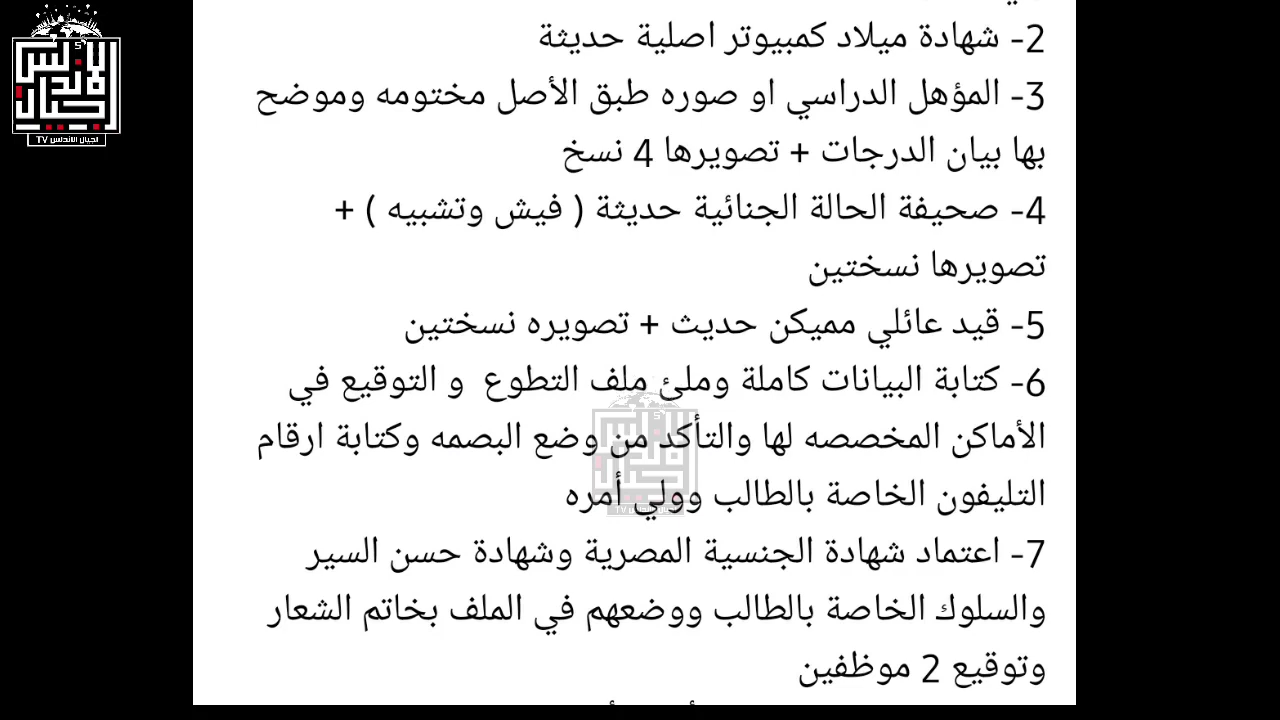 2- شهادة ميلاد كمبيوتر اصلية حديثة
3- المؤهل الدراسي او صوره طبق الأصل مختومه وموضح
بها بيان الدرجات + تصويرها 4 نسخ
4- صحيفة الحالة الجنائية حديثة ( فيش وتشبيه ) +
تصويرها نسختين
5- قيد عائلي مميكن حديث + تصويره نسختين
6- كتابة البيانات كاملة وملئ ملف التطوع و التوقيع في
الأماكن المخصصه لها والتأكد من وضع البصمه وكتابة ارقام
التليفون الخاصة بالطالب وولي أمره
7- اعتماد شهادة الجنسية المصرية وشهادة حسن السير
والسلوك الخاصة بالطالب ووضعهم في الملف بخاتم الشعار
وتوقيع 2 موظفين
اجيال الاندلس TV